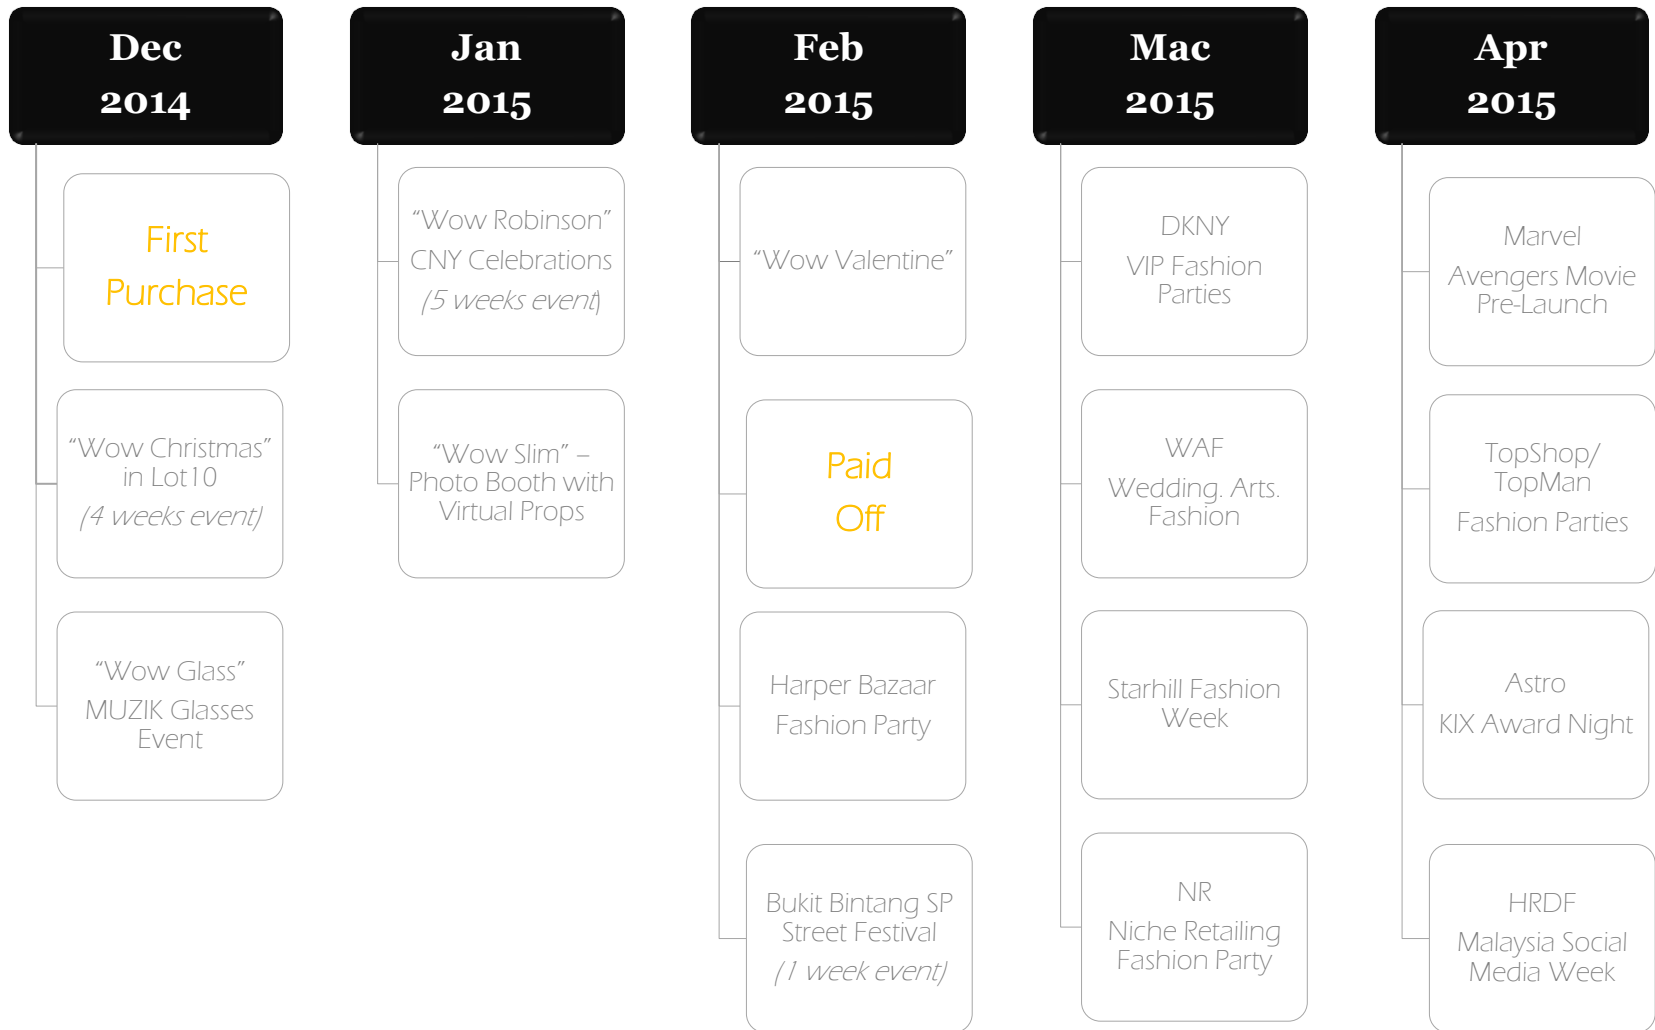 Dec
2014
First
Purchase
“Wow Christmas”
in Lot10
(4 weeks event)
“Wow Glass”
MUZIK Glasses
Event
Jan
2015
“Wow Robinson”
CNY Celebrations
(5 weeks event)
“Wow Slim” –
Photo Booth with
Virtual Props
Feb
2015
“Wow Valentine”
Paid
Off
Harper Bazaar
Fashion Party
Bukit Bintang SP
Street Festival
(1 week event)
Mac
2015
DKNY
VIP Fashion
Parties
WAF
Wedding. Arts.
Fashion
Starhill Fashion
Week
NR
Niche Retailing
Fashion Party
Apr
2015
Marvel
Avengers Movie
Pre-Launch
TopShop/
TopMan
Fashion Parties
Astro
KIX Award Night
HRDF
Malaysia Social
Media Week